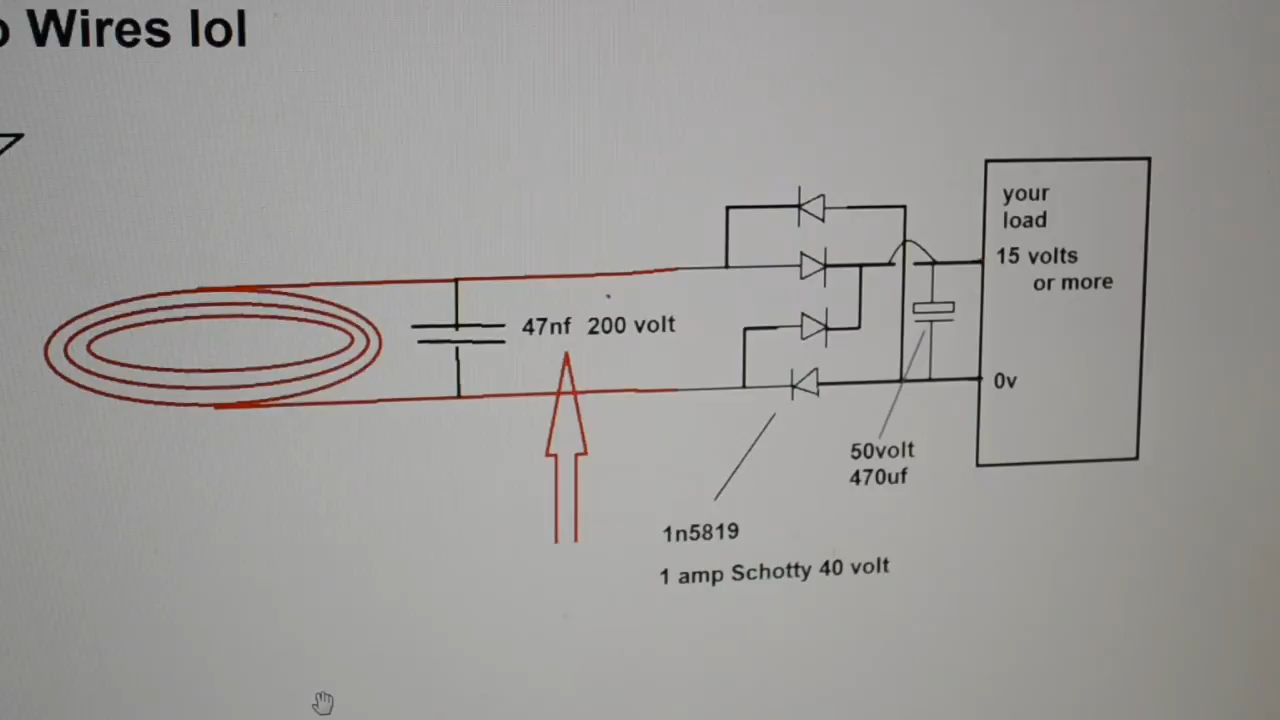 o Wires lol
your
load
15 volts
or more
47nf 200 volt
0v
50volt
470uf
1n5819
1 amp Schotty 40 volt